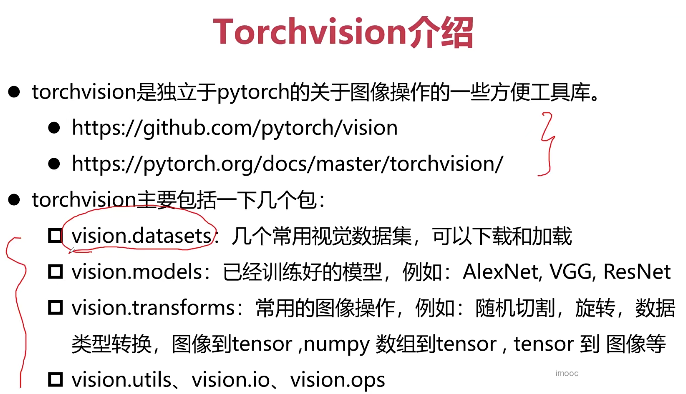 Torchvision介绍
torchvision是独立于pytorch的关于图像操作的一些方便工具库。
https://github.com/pytorch/vision
https://pytorch.org/docs/master/torchvision/
torchvision主要包括一下几个包：
vision.datasets：几个常用视觉数据集，可以下载和加载
vision.models：已经训练好的模型，例如：AlexNet, VGG, ResNet
vision.transforms：常用的图像操作，例如：随机切割，旋转，数据
类型转换，图像到tensor ,numpy 数组到tensor , tensor 到 图像等
vision.utils、vision.io、vision.ops
imooc